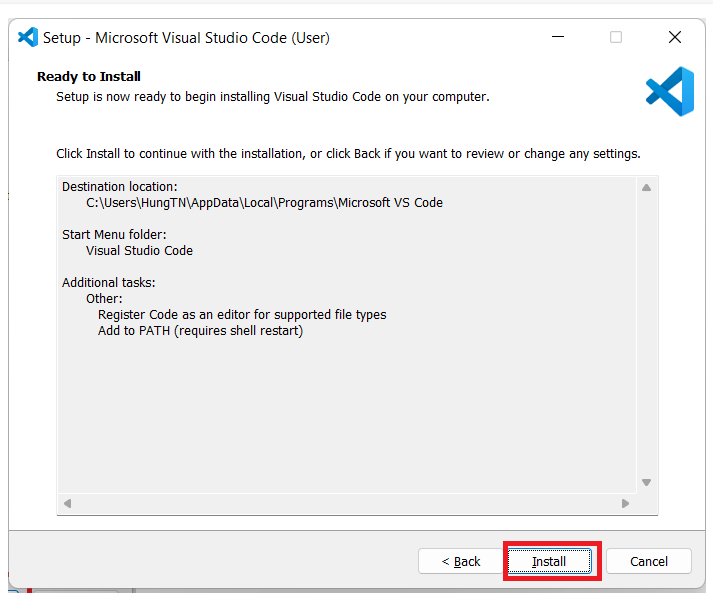 Setup - Microsoft Visual Studio Code (User)
Ready to Install
Setup is now ready to begin installing Visual Studio Code on your computer.
Click Install to continue with the installation, or click Back if you want to review or change any settings.
Destination location:
C:\Users\HungTN\AppData\Local\Programs\Microsoft VS Code
Start Menu folder:
Visual Studio Code
Additional tasks:
Other:
Register Code as an editor for supported file types
Add to PATH (requires shell restart)
< Back
Install
Cancel